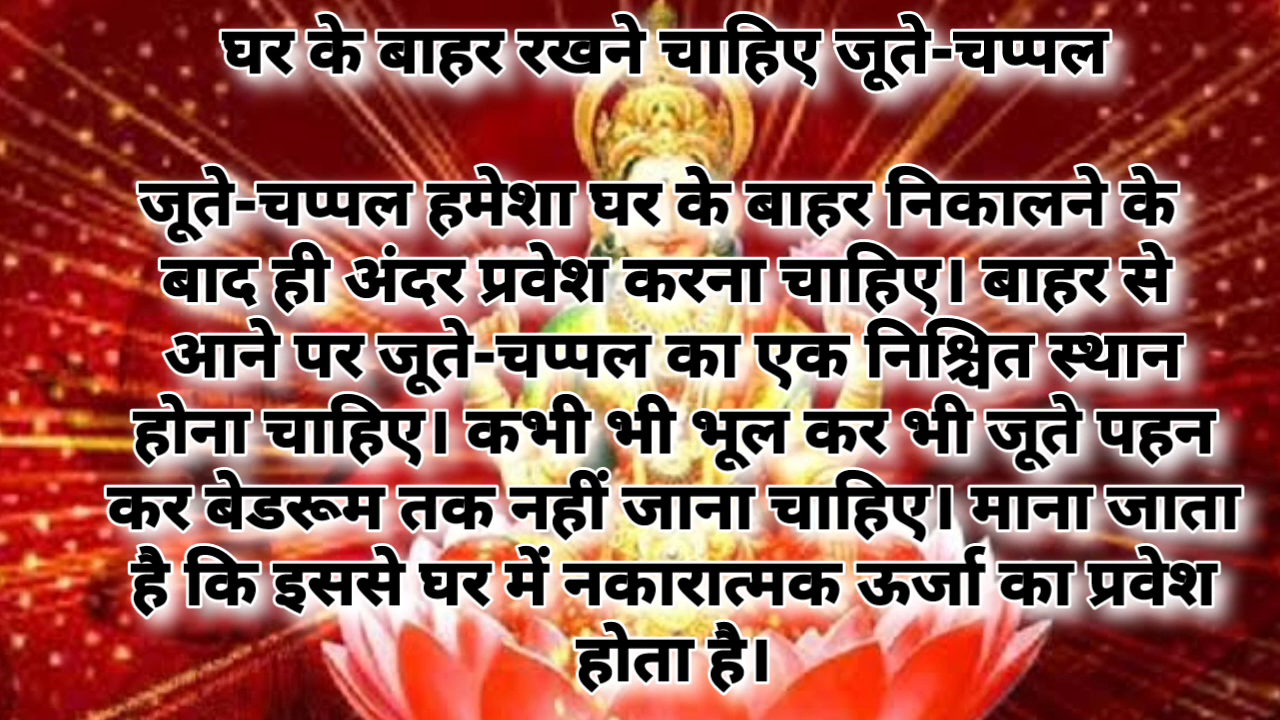 घर के बाहर रखने चाहिए जूते-चप्पल
जूते-चप्पल हमेशा घर के बाहर निकालने के
बाद ही अंदर प्रवेश करना चाहिए। बाहर से
आने पर जूते-चप्पल का एक निश्चित स्थान
होना चाहिए। कभी भी भूल कर भी जूते पहन
कर बेडरूम तक नहीं जाना चाहिए। माना जाता
है कि इससे घर में नकारात्मक ऊर्जा का प्रवेश
होता है।